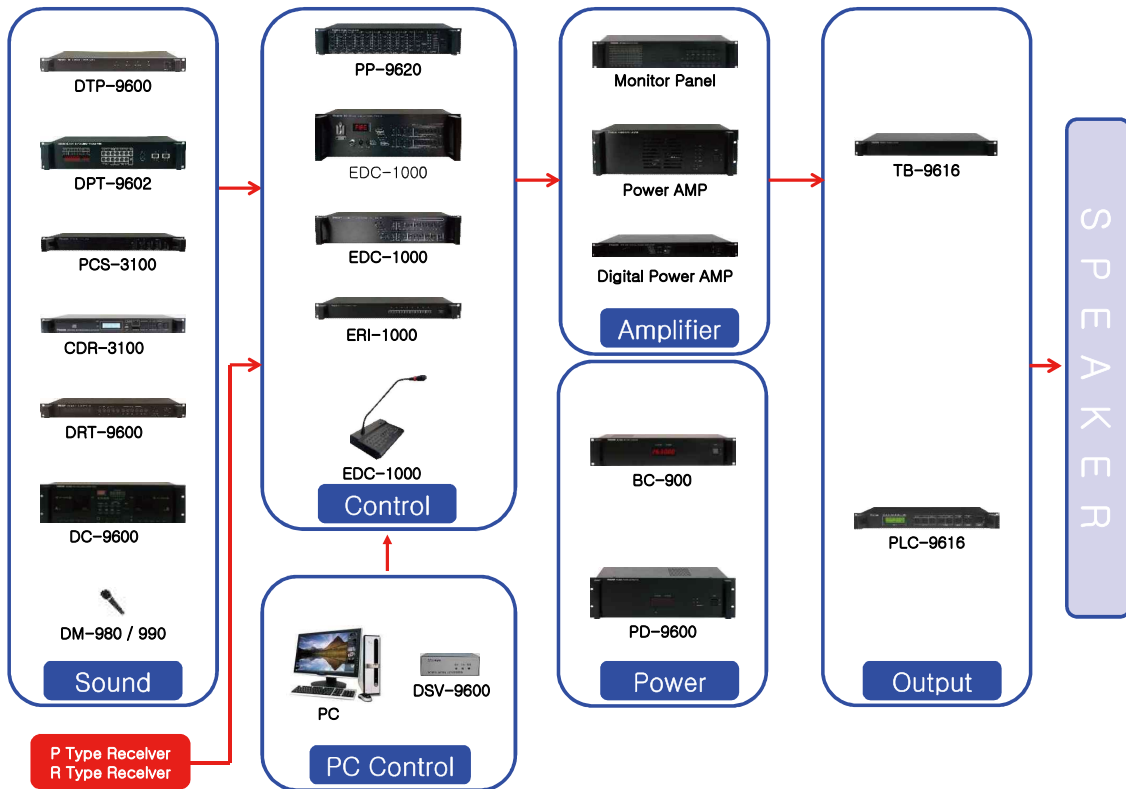 DTP-9600
DPT-9602
PCS-3100
CDR-3100
DRT-9600
DC-9600
DM-980 / 990
Sound
P Type Recelver
R Type Recelver
PP-9620
EDC-1000
EDC-1000
ERI-1000
EDC-1000
Control
PC
DSV-9600
PC Control
Monitor Panel
Power AMP
Digital Power AMP
Amplifier
BC-900
PD-9600
Power
TB-9616
PLC-9616
Output
SPEAKER